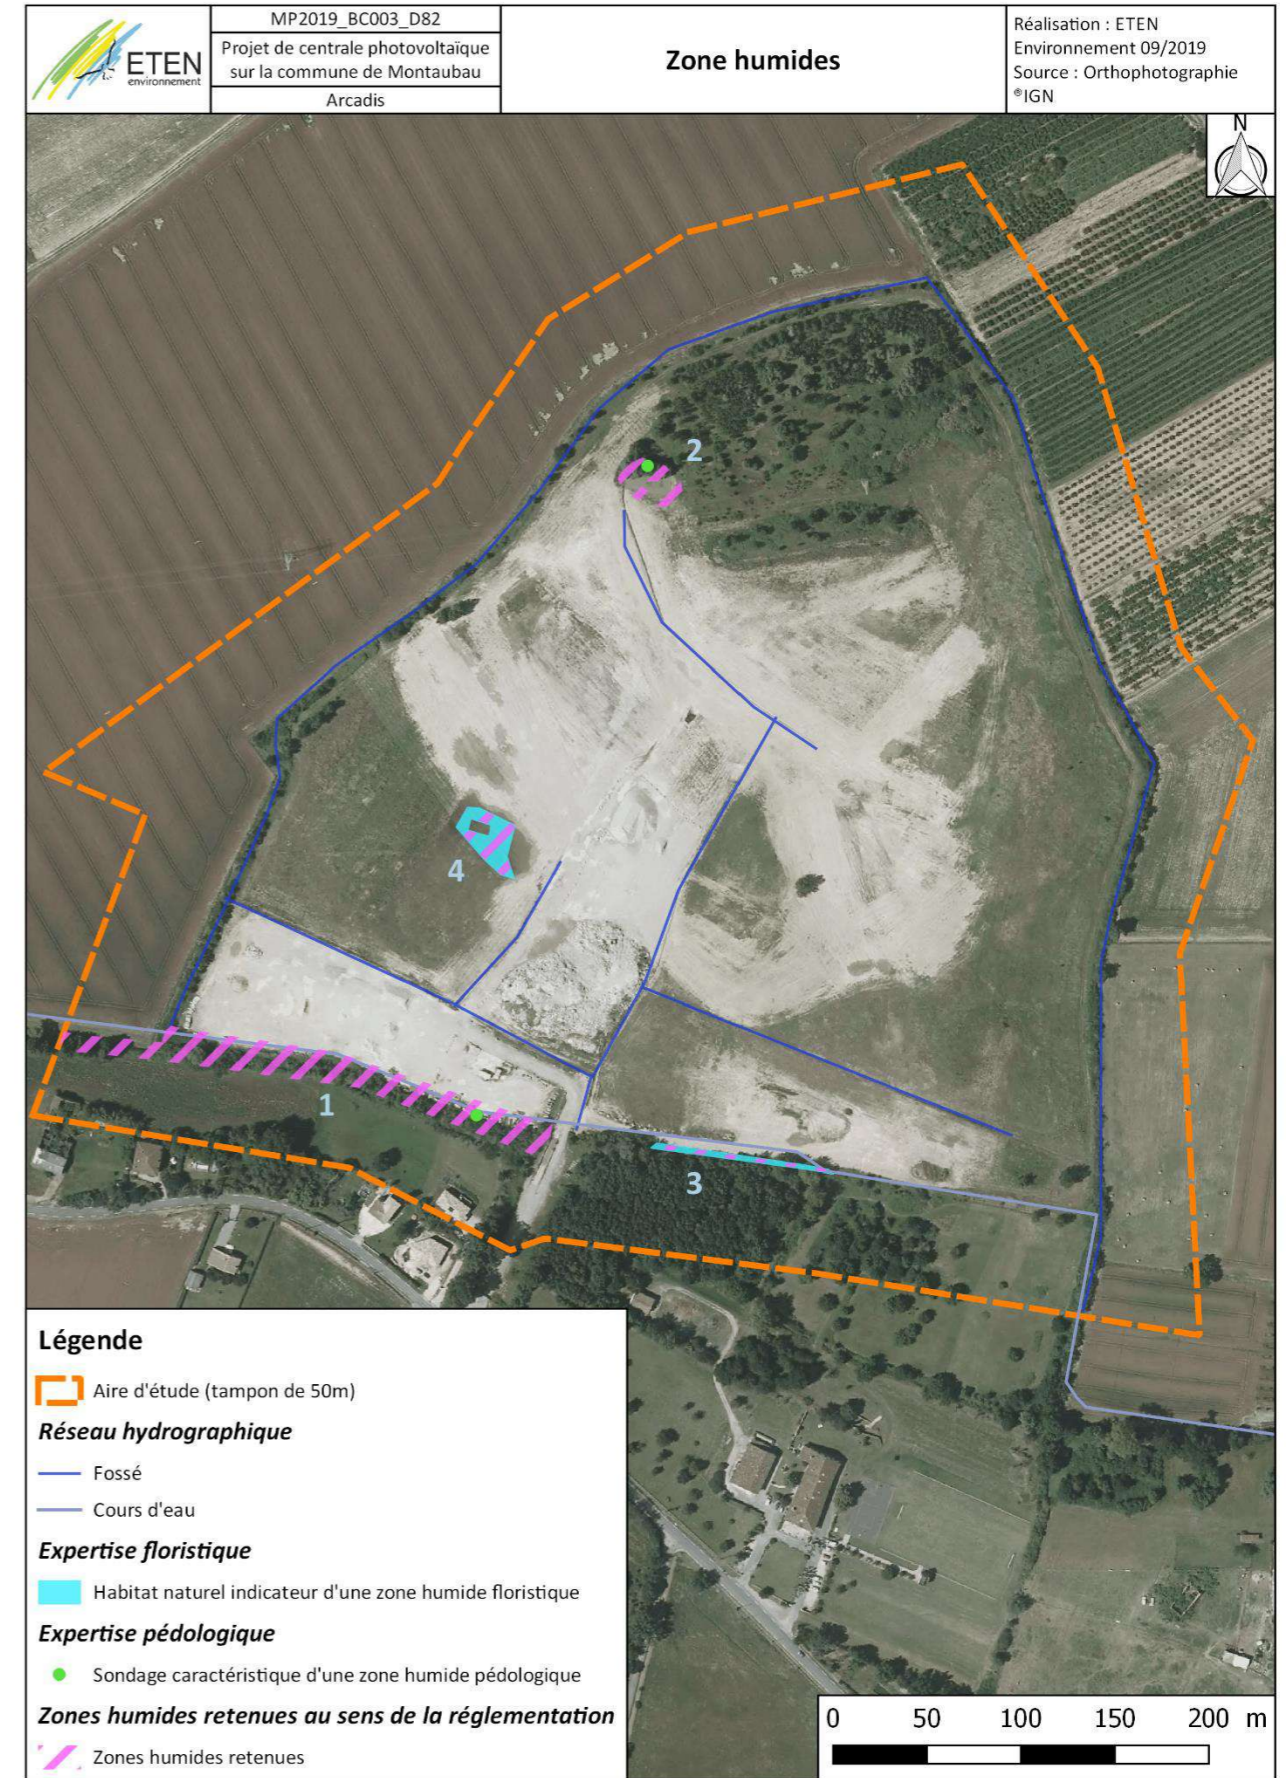 ETEN
environnement
MP2019_BC003_D82
Projet de centrale photovoltaïque
sur la commune de Montaubau
Arcadis
Zone humides
Réalisation : ETEN
Environnement 09/2019
Source : Orthophotographie
®IGN
N
2
4
1
3
Légende
Aire d'étude (tampon de 50m)
Réseau hydrographique
Fossé
Cours d'eau
Expertise floristique
Habitat naturel indicateur d'une zone humide floristique
Expertise pédologique
Sondage caractéristique d'une zone humide pédologique
Zones humides retenues au sens de la réglementation
Zones humides retenues
0 50 100 150 200 m